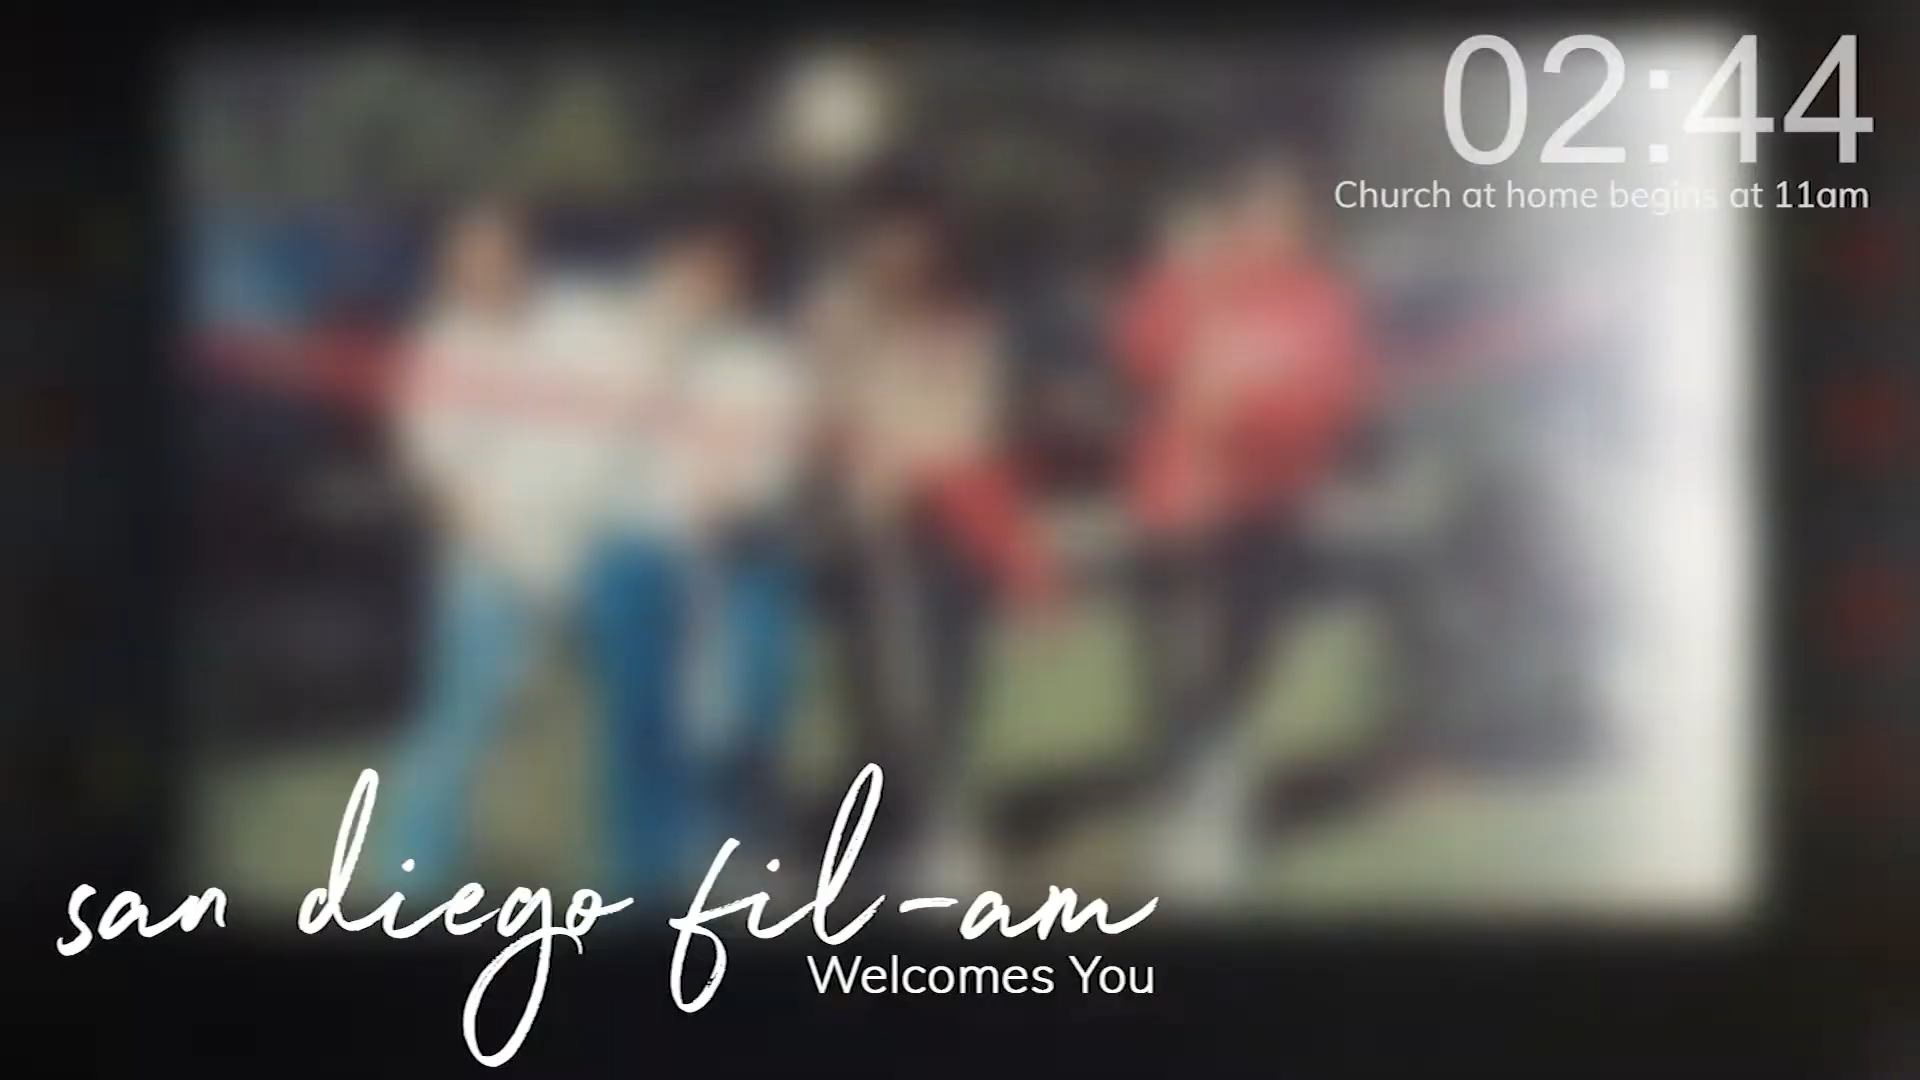 02:44
Church at home begins at 11am
san diego fil-am
Welcomes You